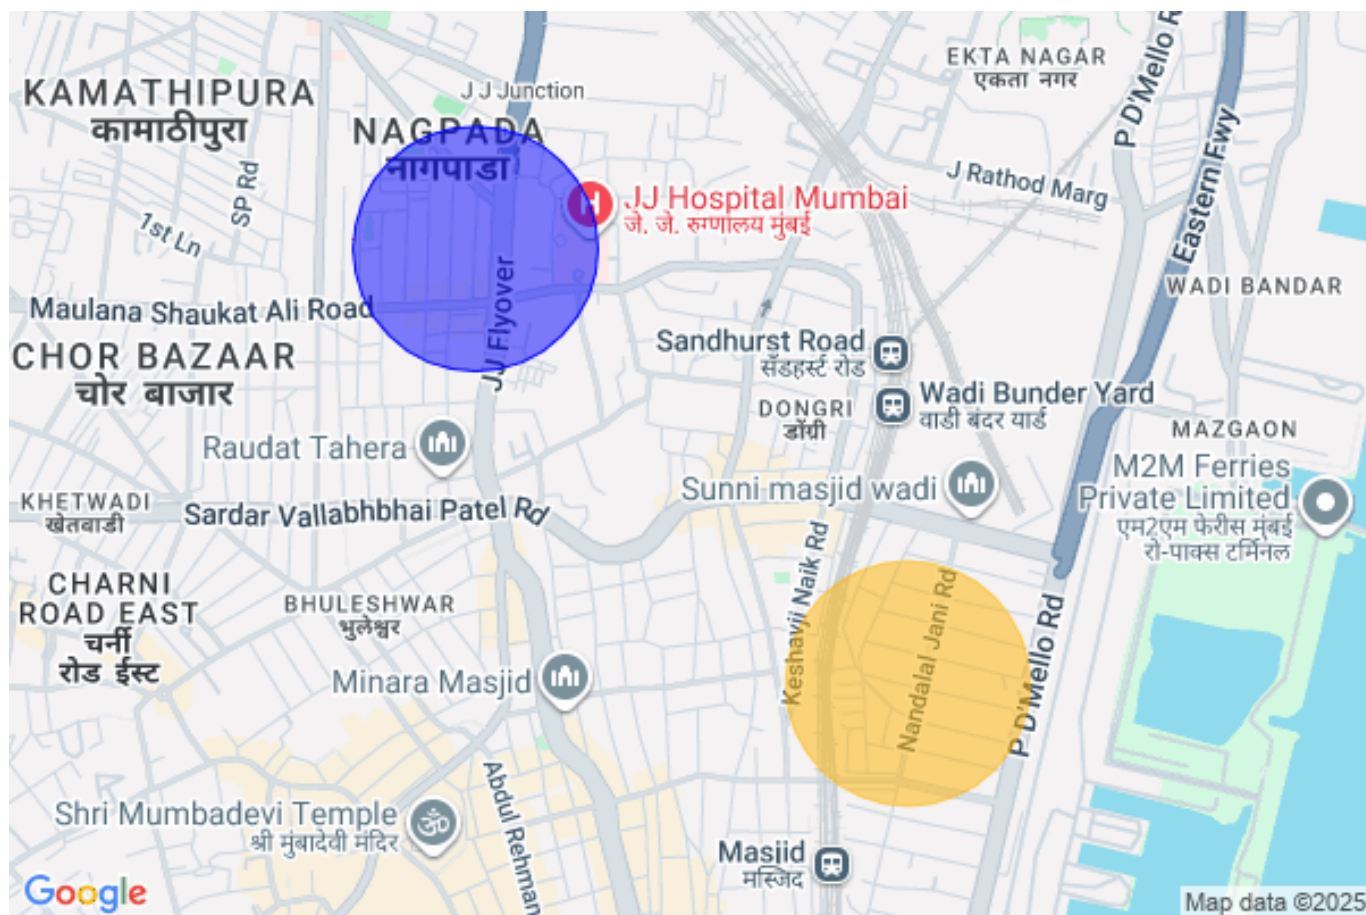 EKTA NAGAR
एकता नगर
P D'Mello R
KAMATHIPURA
कामाठीपुरा
J J Junction
NAGPADA
नागपाडा
Eastern Fwy
J Rathod Marg
SP Rd
1st Ln
JJ Hospital Mumbai
जे. जे. रुग्णालय मुंबई
WADI BANDAR
Maulana Shaukat Ali Road
JJ Flyover
Sandhurst Road
सॅंडहर्स्ट रोड
CHOR BAZAAR
चोर बाजार
Wadi Bunder Yard
वाडी बंदर यार्ड
DONGRI
डोंग्री
MAZGAON
Raudat Tahera
M2M Ferries
Private Limited
एम2एम फेरीस मुंबई
रो-पाक्स टर्मिनल
Sunni masjid wadi
KHETWADI
खेतवाडी
Sardar Vallabhbhai Patel Rd
Keshavji Naik Rd
Nandalal Jani Rd
P D'Mello Rd
CHARNI
ROAD EAST
चर्नी
रोड ईस्ट
BHULESHWAR
भुलेश्वर
Minara Masjid
Abdul Rehman
Shri Mumbadevi Temple
श्री मुंबादेवी मंदिर
Masjid
मस्जिद
Google
Map data ©2025